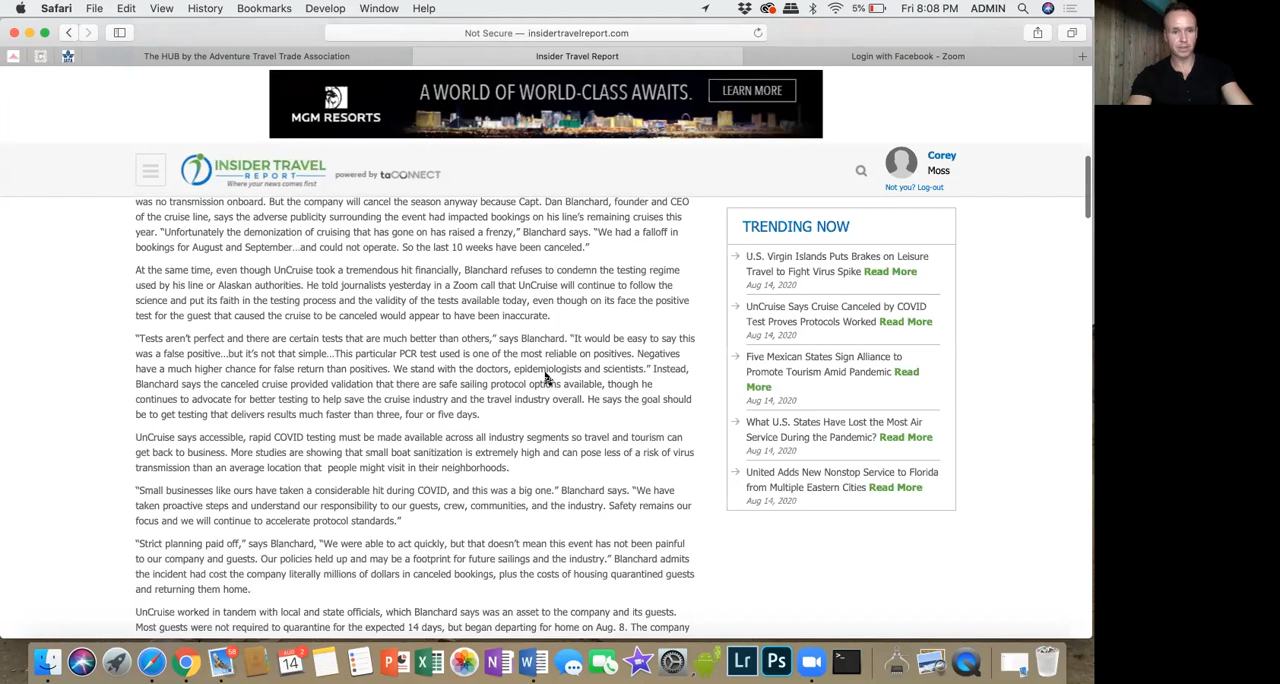 Safari File Edit View History Bookmarks Develop Window Help
5% Fri 8:08 PM ADMIN
Not Secure — insidertravelreport.com
The HUB by the Adventure Travel Trade Association
Insider Travel Report
Login with Facebook - Zoom
MGM RESORTS
A WORLD OF WORLD-CLASS AWAITS.
LEARN MORE
INSIDER TRAVEL
REPORT
Where your news comes first
powered by taCONNECT
Corey
Moss
Not you? Log-out
was no transmission onboard. But the company will cancel the season anyway because Capt. Dan Blanchard, founder and CEO
of the cruise line, says the adverse publicity surrounding the event had impacted bookings on his line's remaining cruises this
year. “Unfortunately the demonization of cruising that has gone on has raised a frenzy,” Blanchard says. “We had a falloff in
bookings for August and September…and could not operate. So the last 10 weeks have been canceled.”
At the same time, even though UnCruise took a tremendous hit financially, Blanchard refuses to condemn the testing regime
used by his line or Alaskan authorities. He told journalists yesterday in a Zoom call that UnCruise will continue to follow the
science and put its faith in the testing process and the validity of the tests available today, even though on its face the positive
test for the guest that caused the cruise to be canceled would appear to have been inaccurate.
“Tests aren't perfect and there are certain tests that are much better than others,” says Blanchard. “It would be easy to say this
was a false positive…but it's not that simple…This particular PCR test used is one of the most reliable on positives. Negatives
have a much higher chance for false return than positives. We stand with the doctors, epidemiologists and scientists.” Instead,
Blanchard says the canceled cruise provided validation that there are safe sailing protocol options available, though he
continues to advocate for better testing to help save the cruise industry and the travel industry overall. He says the goal should
be to get testing that delivers results much faster than three, four or five days.
UnCruise says accessible, rapid COVID testing must be made available across all industry segments so travel and tourism can
get back to business. More studies are showing that small boat sanitization is extremely high and can pose less of a risk of virus
transmission than an average location that people might visit in their neighborhoods.
“Small businesses like ours have taken a considerable hit during COVID, and this was a big one.” Blanchard says. “We have
taken proactive steps and understand our responsibility to our guests, crew, communities, and the industry. Safety remains our
focus and we will continue to accelerate protocol standards.”
“Strict planning paid off,” says Blanchard, “We were able to act quickly, but that doesn't mean this event has not been painful
to our company and guests. Our policies held up and may be a footprint for future sailings and the industry.” Blanchard admits
the incident had cost the company literally millions of dollars in canceled bookings, plus the costs of housing quarantined guests
and returning them home.
UnCruise worked in tandem with local and state officials, which Blanchard says was an asset to the company and its guests.
Most guests were not required to quarantine for the expected 14 days, but began departing for home on Aug. 8. The company
TRENDING NOW
U.S. Virgin Islands Puts Brakes on Leisure
Travel to Fight Virus Spike Read More
Aug 14, 2020
UnCruise Says Cruise Canceled by COVID
Test Proves Protocols Worked Read More
Aug 14, 2020
Five Mexican States Sign Alliance to
Promote Tourism Amid Pandemic Read
More
Aug 14, 2020
What U.S. States Have Lost the Most Air
Service During the Pandemic? Read More
Aug 14, 2020
United Adds New Nonstop Service to Florida
from Multiple Eastern Cities Read More
Aug 14, 2020
AUG
14
58
2
P
X
N
W
Lr
Ps